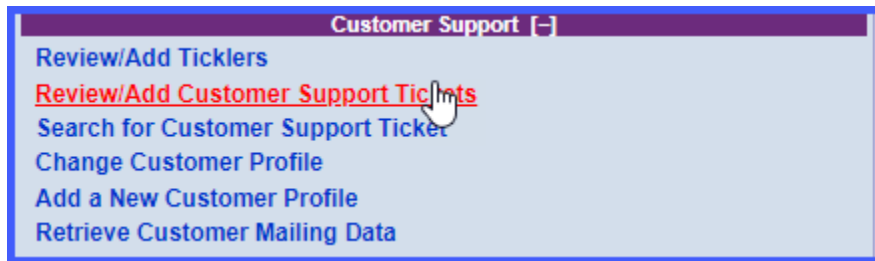 Customer Support [–]
Review/Add Ticklers
Review/Add Customer Support Tickets
Search for Customer Support Ticket
Change Customer Profile
Add a New Customer Profile
Retrieve Customer Mailing Data